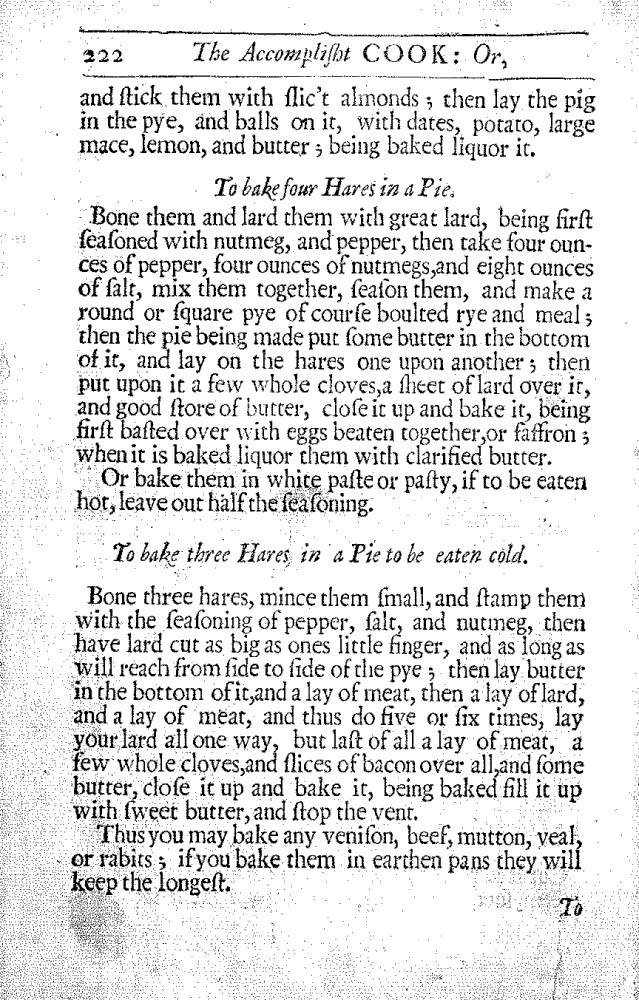 222 The Accompliſht COOK: Or,
and ſtick them with ſlic't almonds ; then lay the pig
in the pye, and balls on it, with dates, potato, large
mace, lemon, and butter ; being baked liquor it.
To bake four Hares in a Pie.
Bone them and lard them with great lard, being firſt
ſeaſoned with nutmeg, and pepper, then take four oun-
ces of pepper, four ounces of nutmegs,and eight ounces
of ſalt, mix them together, ſeaſon them, and make a
round or ſquare pye of courſe boulted rye and meal ;
then the pie being made put ſome butter in the bottom
of it, and lay on the hares one upon another ; then
put upon it a few whole cloves,a ſheet of lard over it,
and good ſtore of butter, cloſe it up and bake it, being
firſt baſted over with eggs beaten together,or ſaffron ;
when it is baked liquor them with clarified butter.
Or bake them in white paſte or paſty, if to be eaten
hot, leave out half the ſeaſoning.
To bake three Hares in a Pie to be eaten cold.
Bone three hares, mince them ſmall, and ſtamp them
with the ſeaſoning of pepper, ſalt, and nutmeg, then
have lard cut as big as ones little finger, and as long as
will reach from ſide to ſide of the pye ; then lay butter
in the bottom of it,and a lay of meat, then a lay of lard,
and a lay of meat, and thus do five or ſix times, lay
your lard all one way, but laſt of all a lay of meat, a
few whole cloves,and ſlices of bacon over all,and ſome
butter, cloſe it up and bake it, being baked fill it up
with ſweet butter, and ſtop the vent.
Thus you may bake any veniſon, beef, mutton, veal,
or rabits ; if you bake them in earthen pans they will
keep the longeſt.
To